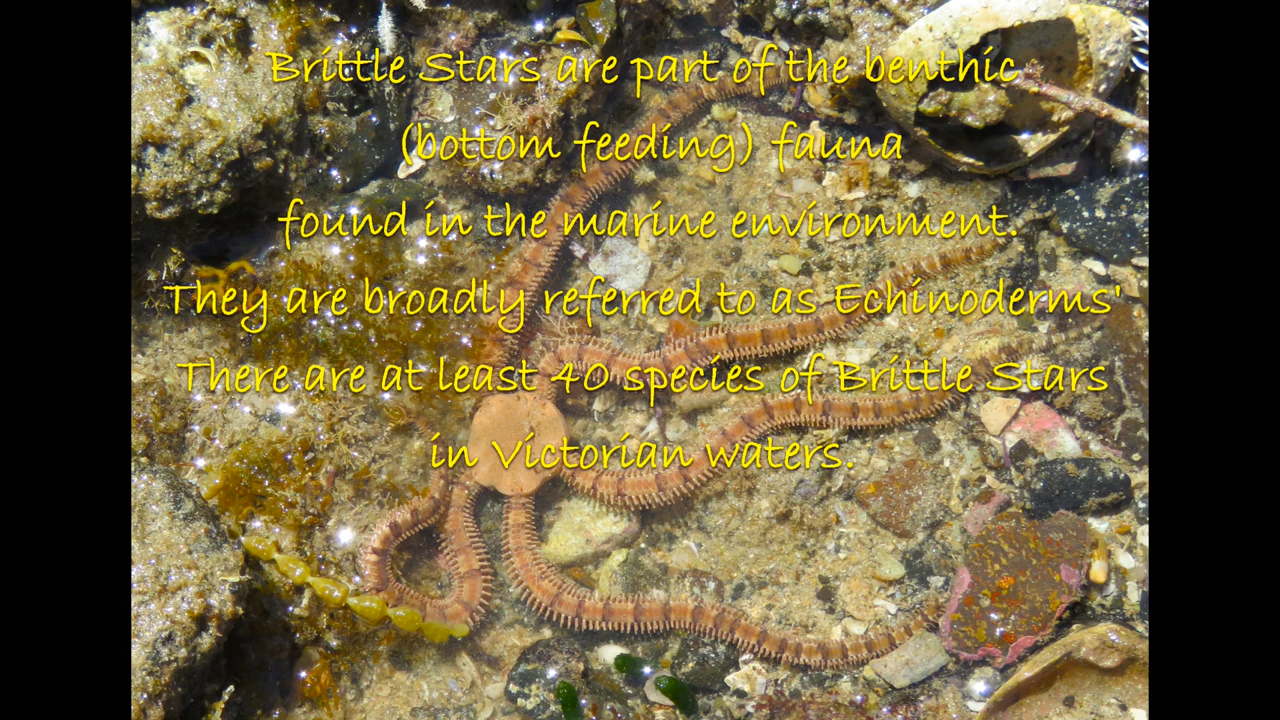 Brittle Stars are part of the benthic
(bottom feeding) fauna
found in the marine environment.
They are broadly referred to as Echinoderms'
There are at least 40 species of Brittle Stars
in Victorian waters.